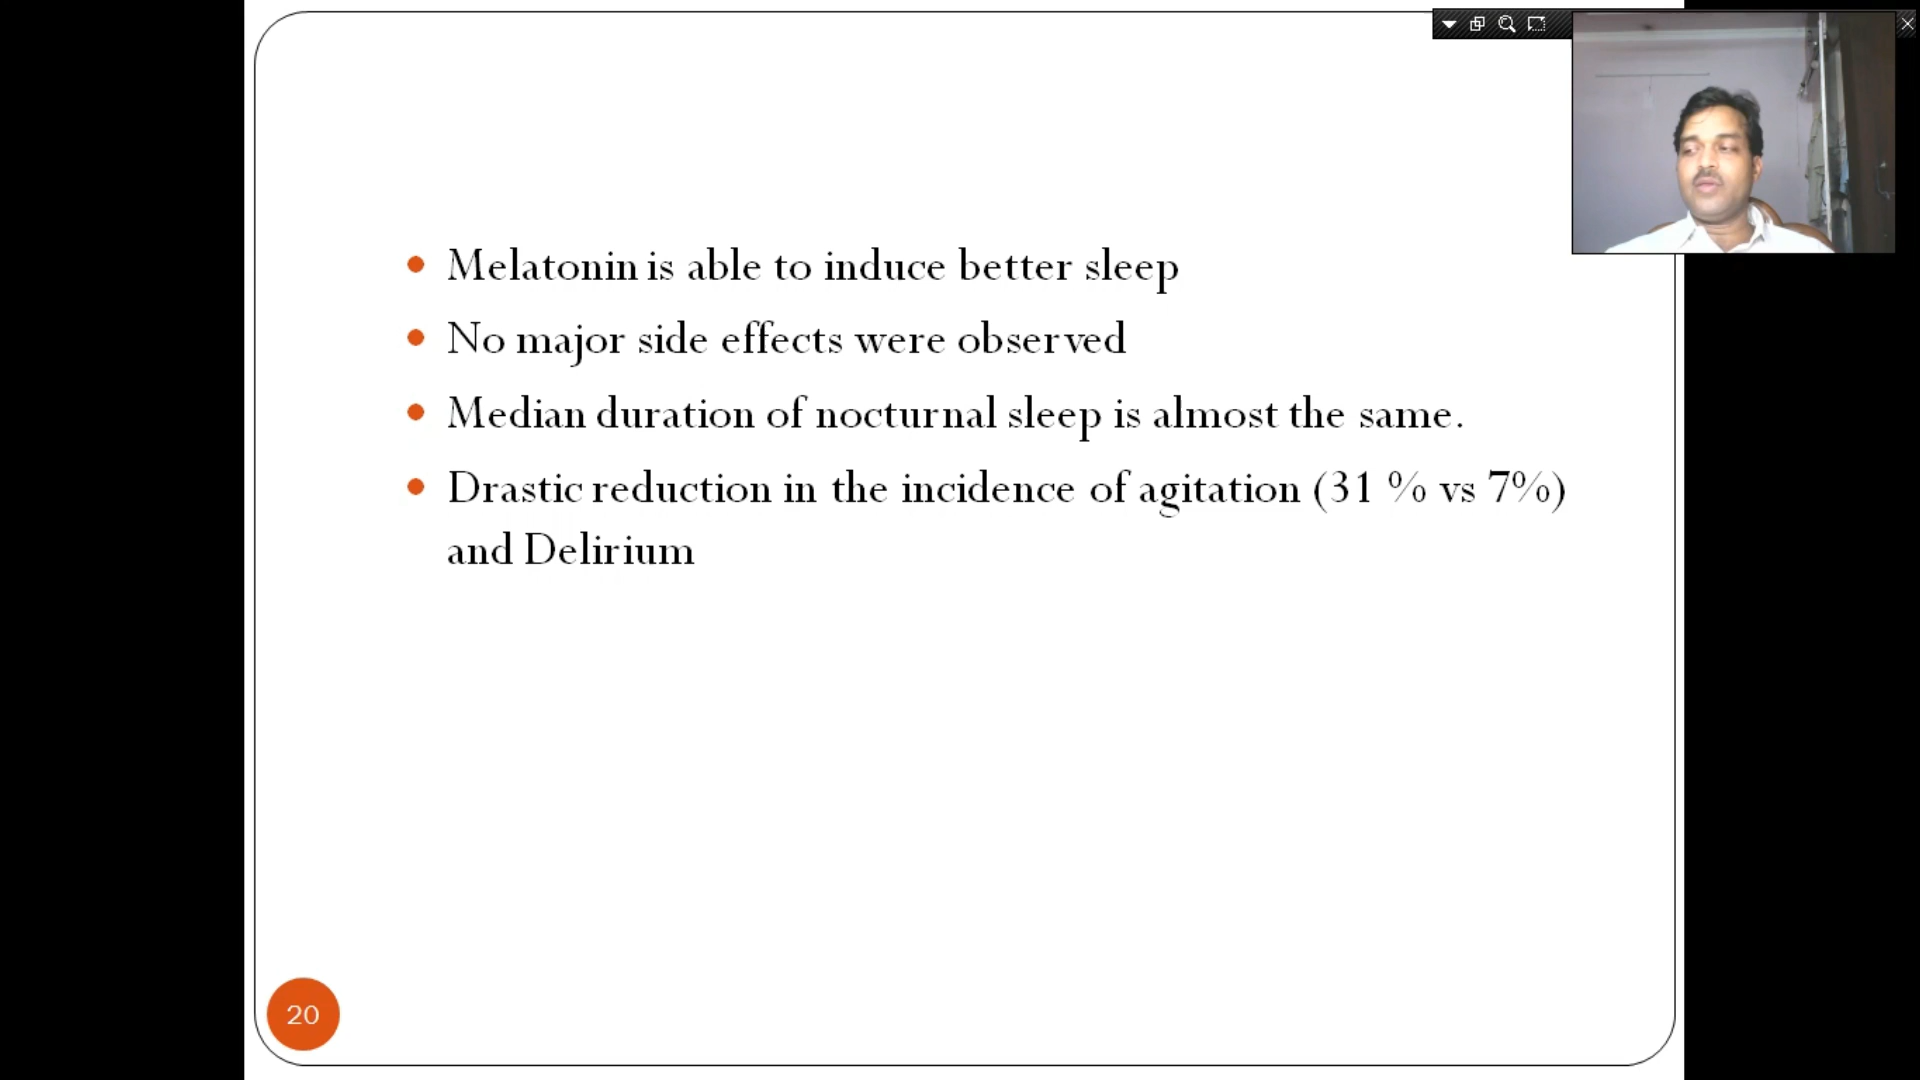 Melatonin is able to induce better sleep
No major side effects were observed
Median duration of nocturnal sleep is almost the same.
Drastic reduction in the incidence of agitation (31 % vs 7%)
and Delirium
20